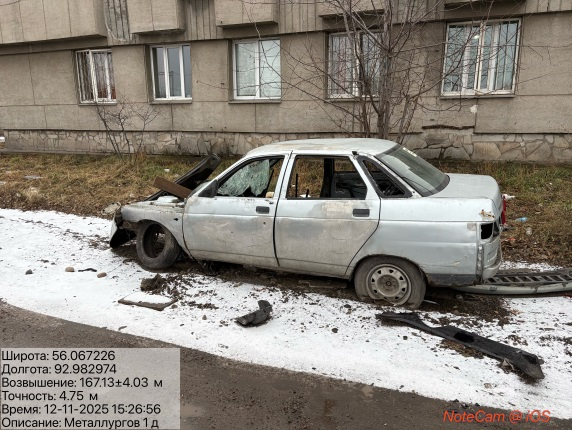 Широта: 56.067226
Долгота: 92.982974
Возвышение: 167.13±4.03 м
Точность: 4.75 м
Время: 12-11-2025 15:26:56
Описание: Металлургов 1 д
NoteCam @ iOS